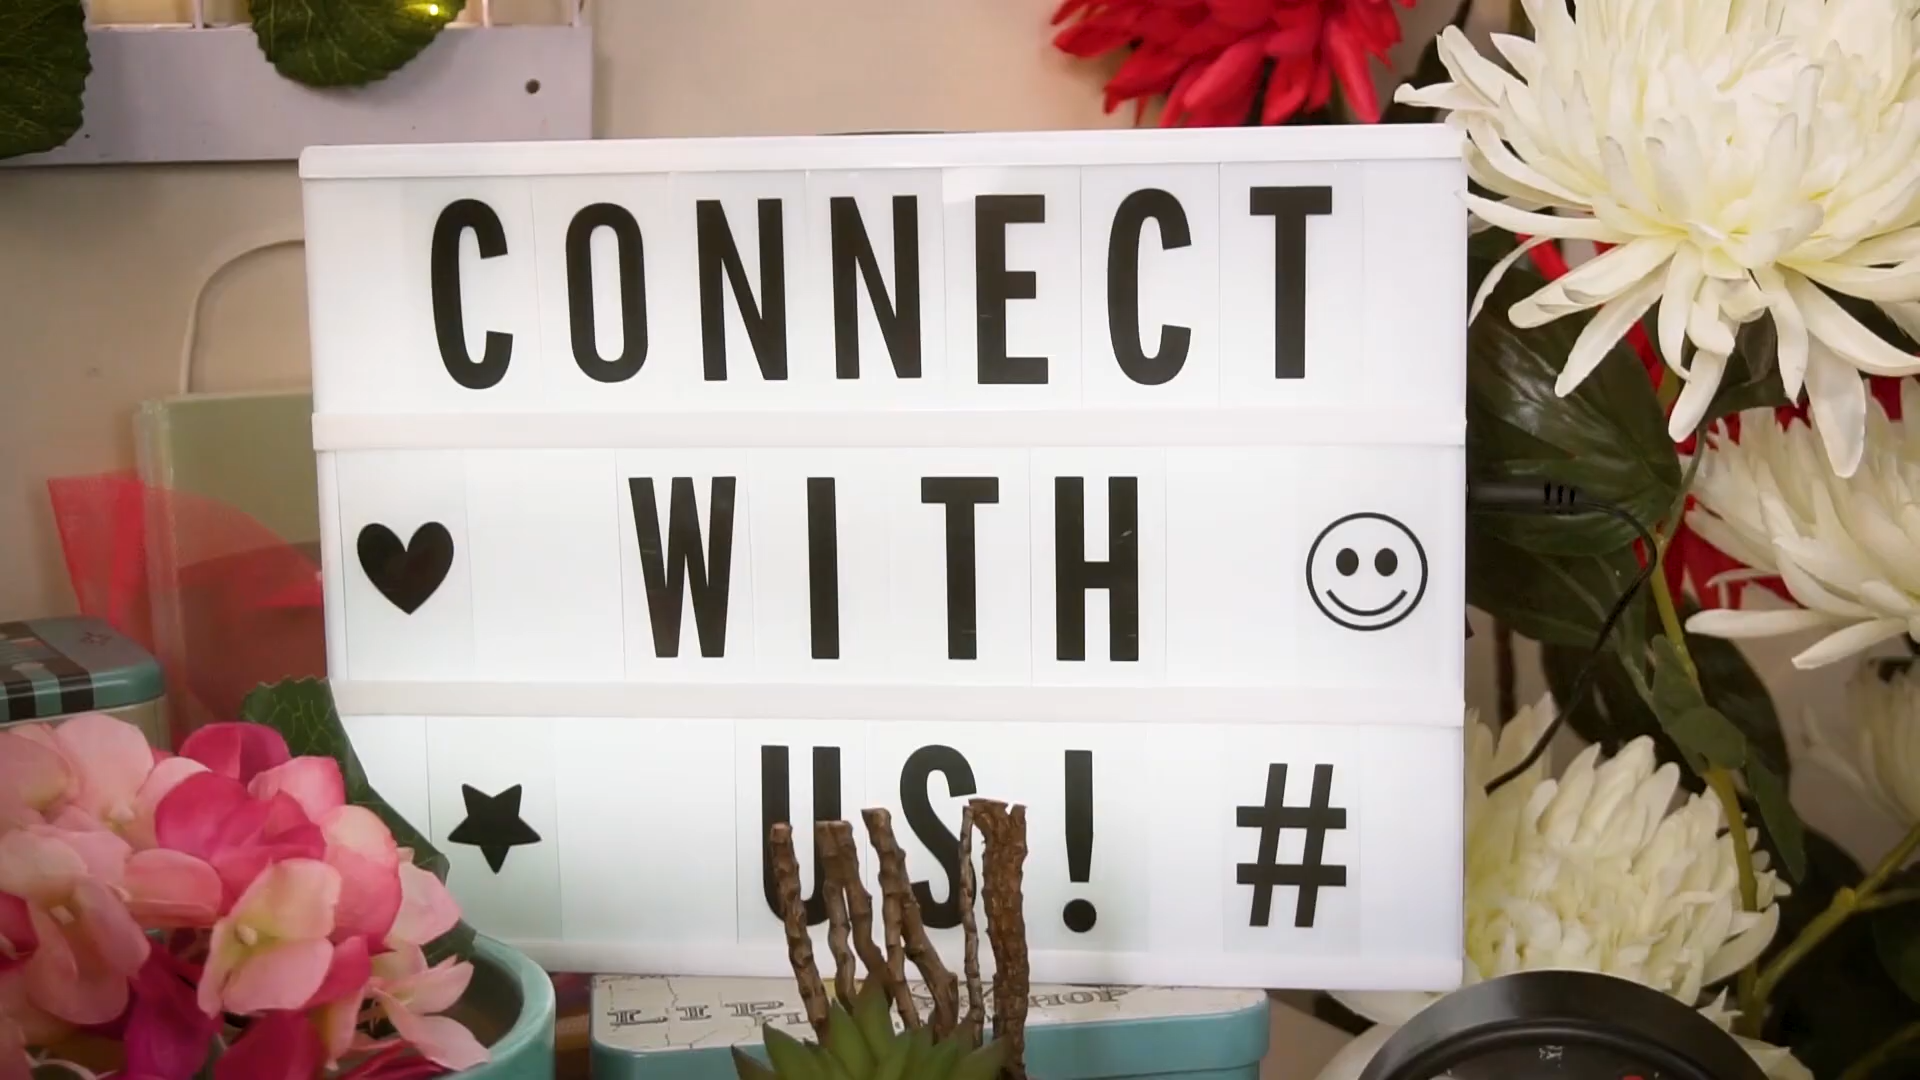 CONNECT
♥ WITH ☺
★ US! #